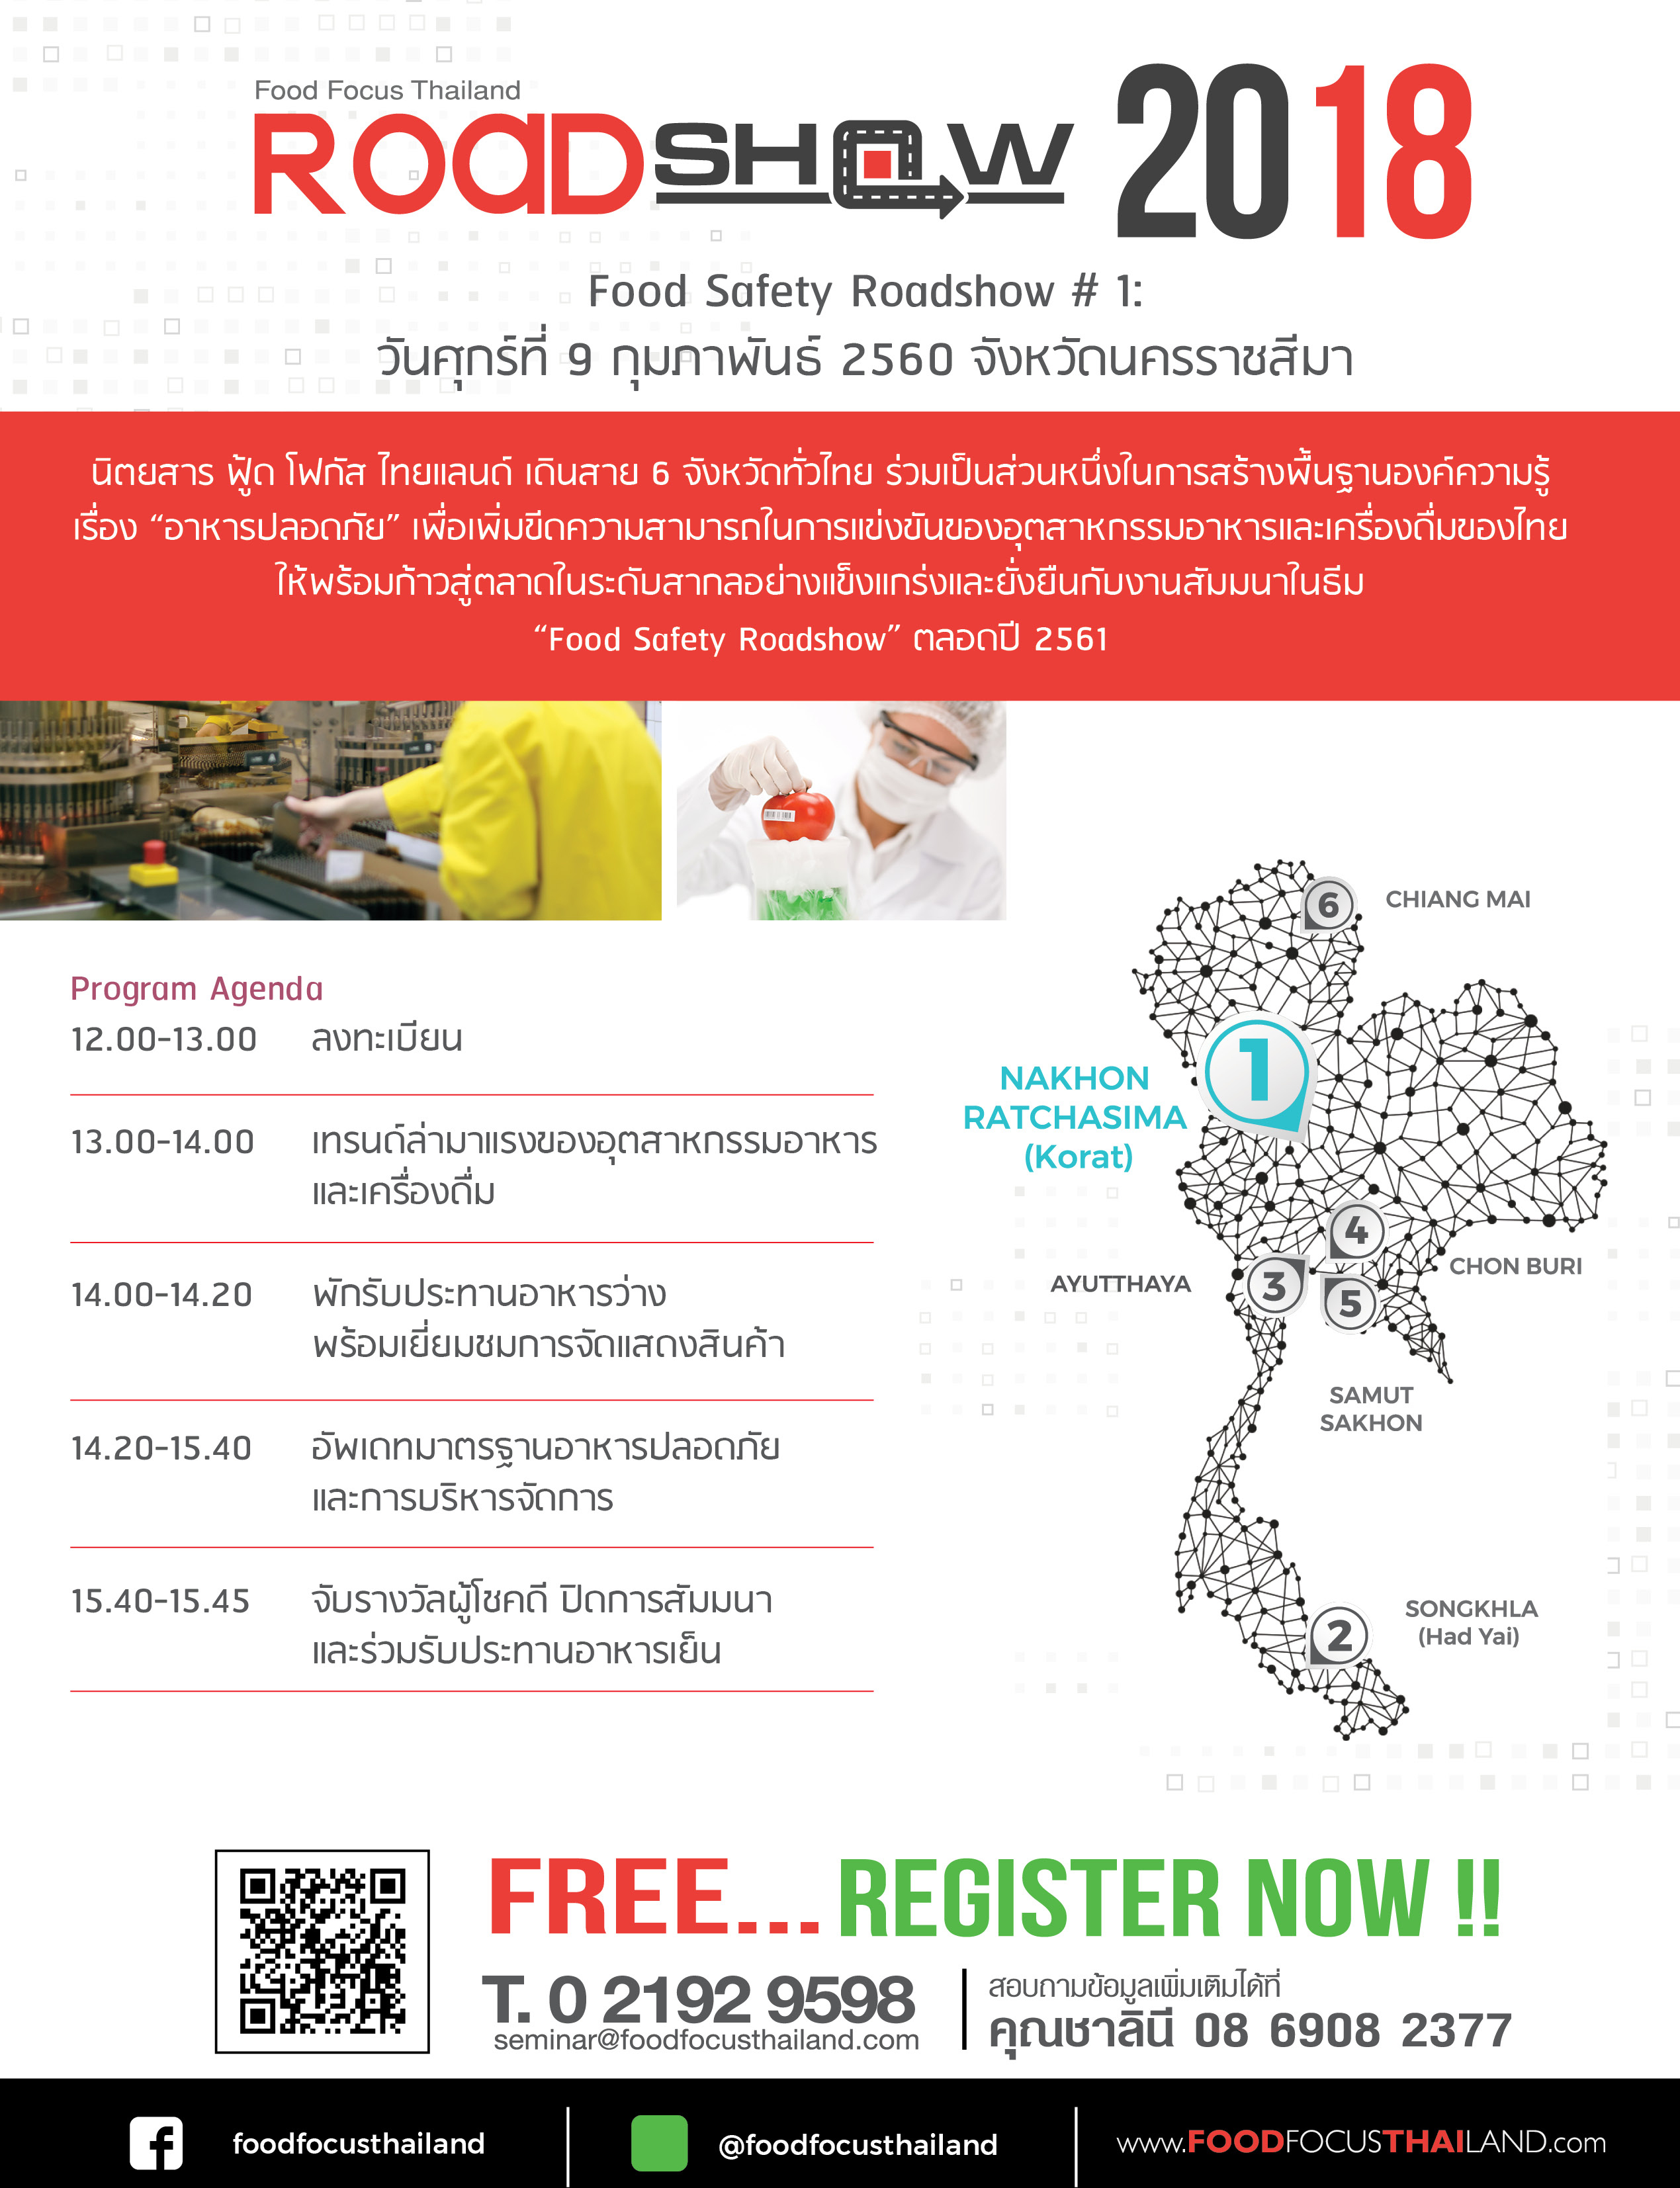 Food Focus Thailand
ROADSHOW 2018
Food Safety Roadshow # 1:
วันศุกร์ที่ 9 กุมภาพันธ์ 2560 จังหวัดนครราชสีมา
นิตยสาร ฟู้ด โฟกัส ไทยแลนด์ เดินสาย 6 จังหวัดทั่วไทย ร่วมเป็นส่วนหนึ่งในการสร้างพื้นฐานองค์ความรู้
เรื่อง “อาหารปลอดภัย” เพื่อเพิ่มขีดความสามารถในการแข่งขันของอุตสาหกรรมอาหารและเครื่องดื่มของไทย
ให้พร้อมก้าวสู่ตลาดในระดับสากลอย่างแข็งแกร่งและยั่งยืนกับงานสัมมนาในธีม
“Food Safety Roadshow” ตลอดปี 2561
Program Agenda
12.00-13.00 ลงทะเบียน
13.00-14.00 เทรนด์ล่ามาแรงของอุตสาหกรรมอาหาร
และเครื่องดื่ม
14.00-14.20 พักรับประทานอาหารว่าง
พร้อมเยี่ยมชมการจัดแสดงสินค้า
14.20-15.40 อัพเดทมาตรฐานอาหารปลอดภัย
และการบริหารจัดการ
15.40-15.45 จับรางวัลผู้โชคดี ปิดการสัมมนา
และร่วมรับประทานอาหารเย็น
6 CHIANG MAI
1
NAKHON
RATCHASIMA
(Korat)
4
CHON BURI
AYUTTHAYA 3
5
SAMUT
SAKHON
SONGKHLA
(Had Yai)
2
FREE... REGISTER NOW !!
T. 0 2192 9598
seminar@foodfocusthailand.com
สอบถามข้อมูลเพิ่มเติมได้ที่
คุณชาลินี 08 6908 2377
foodfocusthailand
@foodfocusthailand
www.FOODFOCUSTHAILAND.com